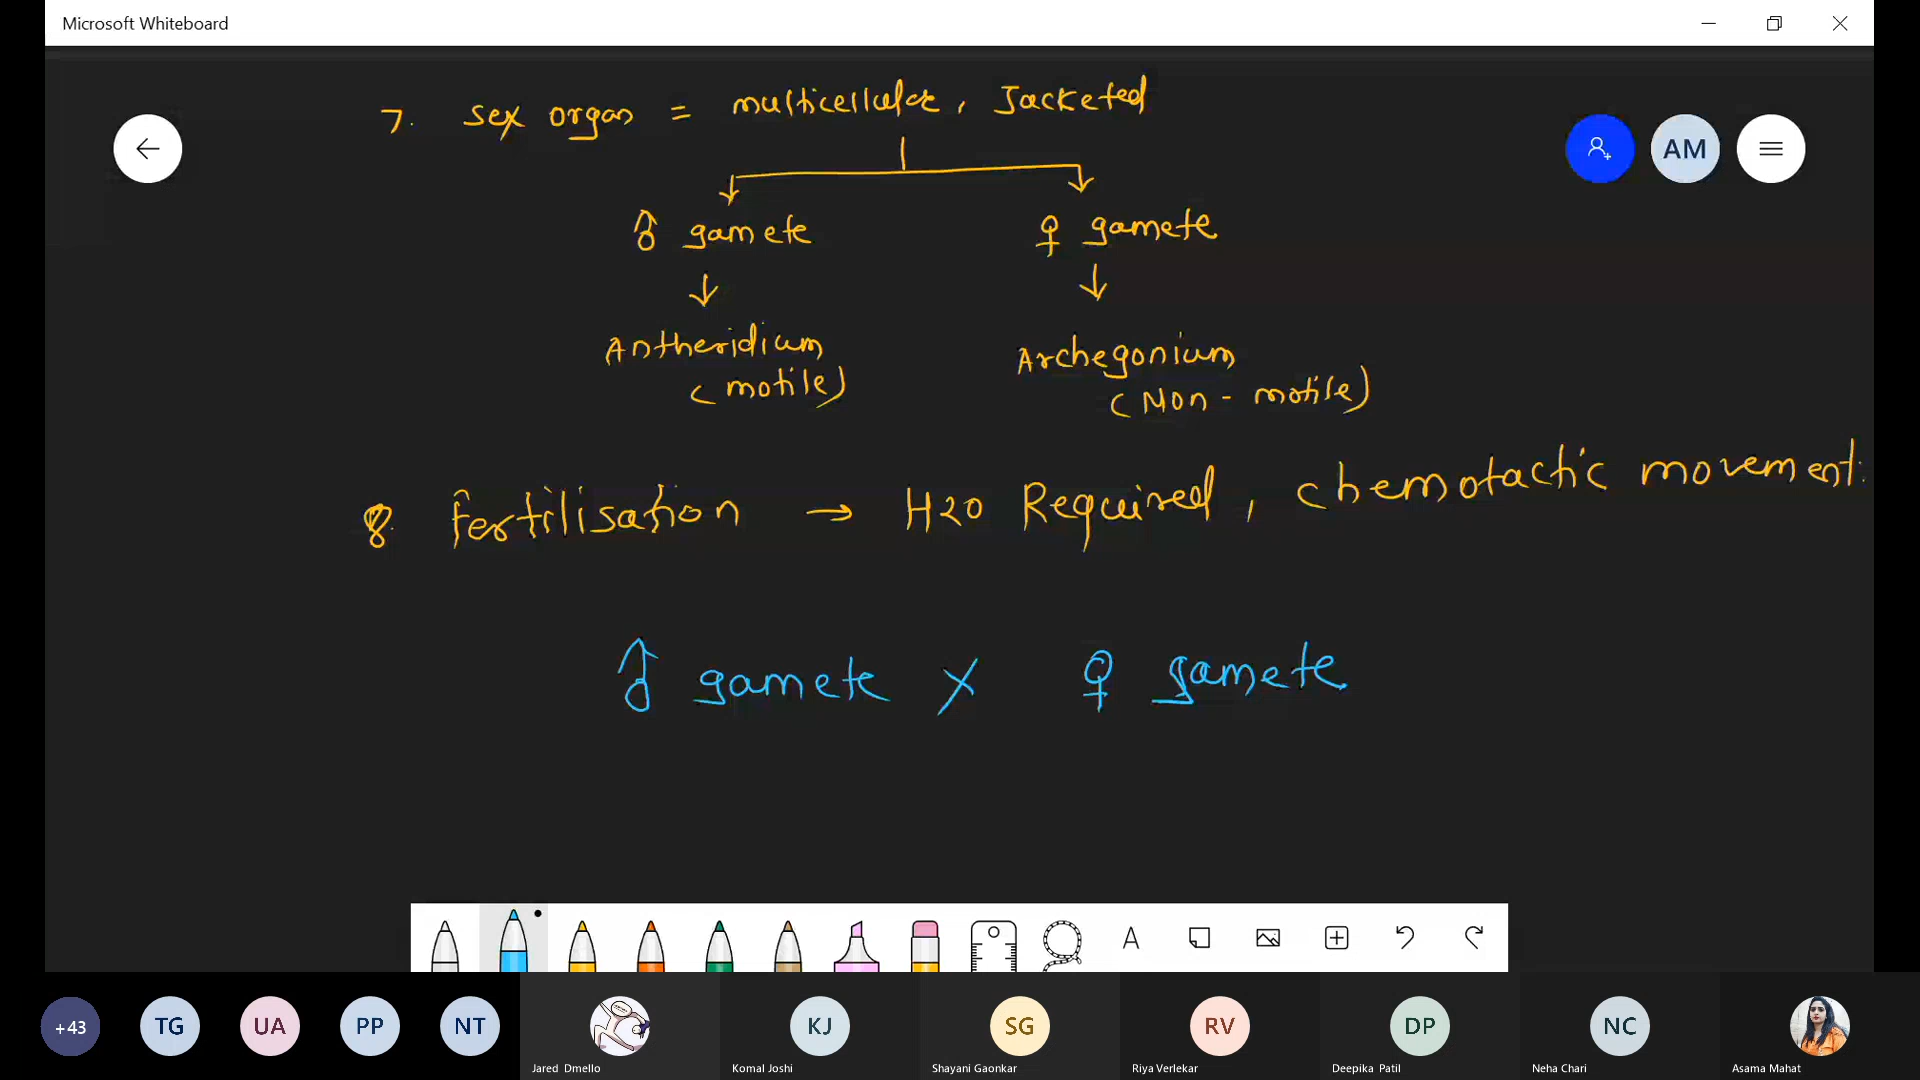 Microsoft Whiteboard
7. sex organ = multicellular, Jacketed
AM
♂ gamete ♀ gamete
Antheridium Archegonium
(motile) (Non-motile)
8. Fertilisation → H2O Required, chemotactic movement.
♂ gamete × ♀ gamete
A
+43 TG UA PP NT KJ SG RV DP NC
Jared Dmello Komal Joshi Shayani Gaonkar Riya Verlekar Deepika Patil Neha Chari Asama Mahat